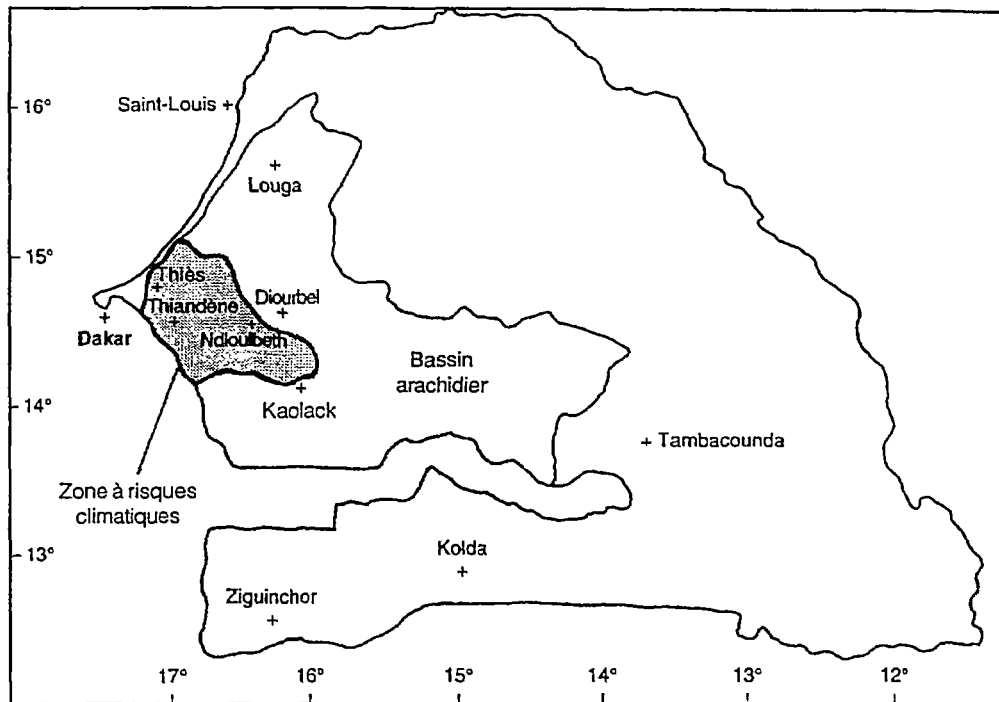 16°
Saint-Louis
Louga
15°
Thiès
Thiandène
Diourbel
Dakar
Ndioulbeth
Bassin
arachidier
14°
Kaolack
Tambacounda
Zone à risques
climatiques
13°
Kolda
Ziguinchor
17°
16°
15°
14°
13°
12°